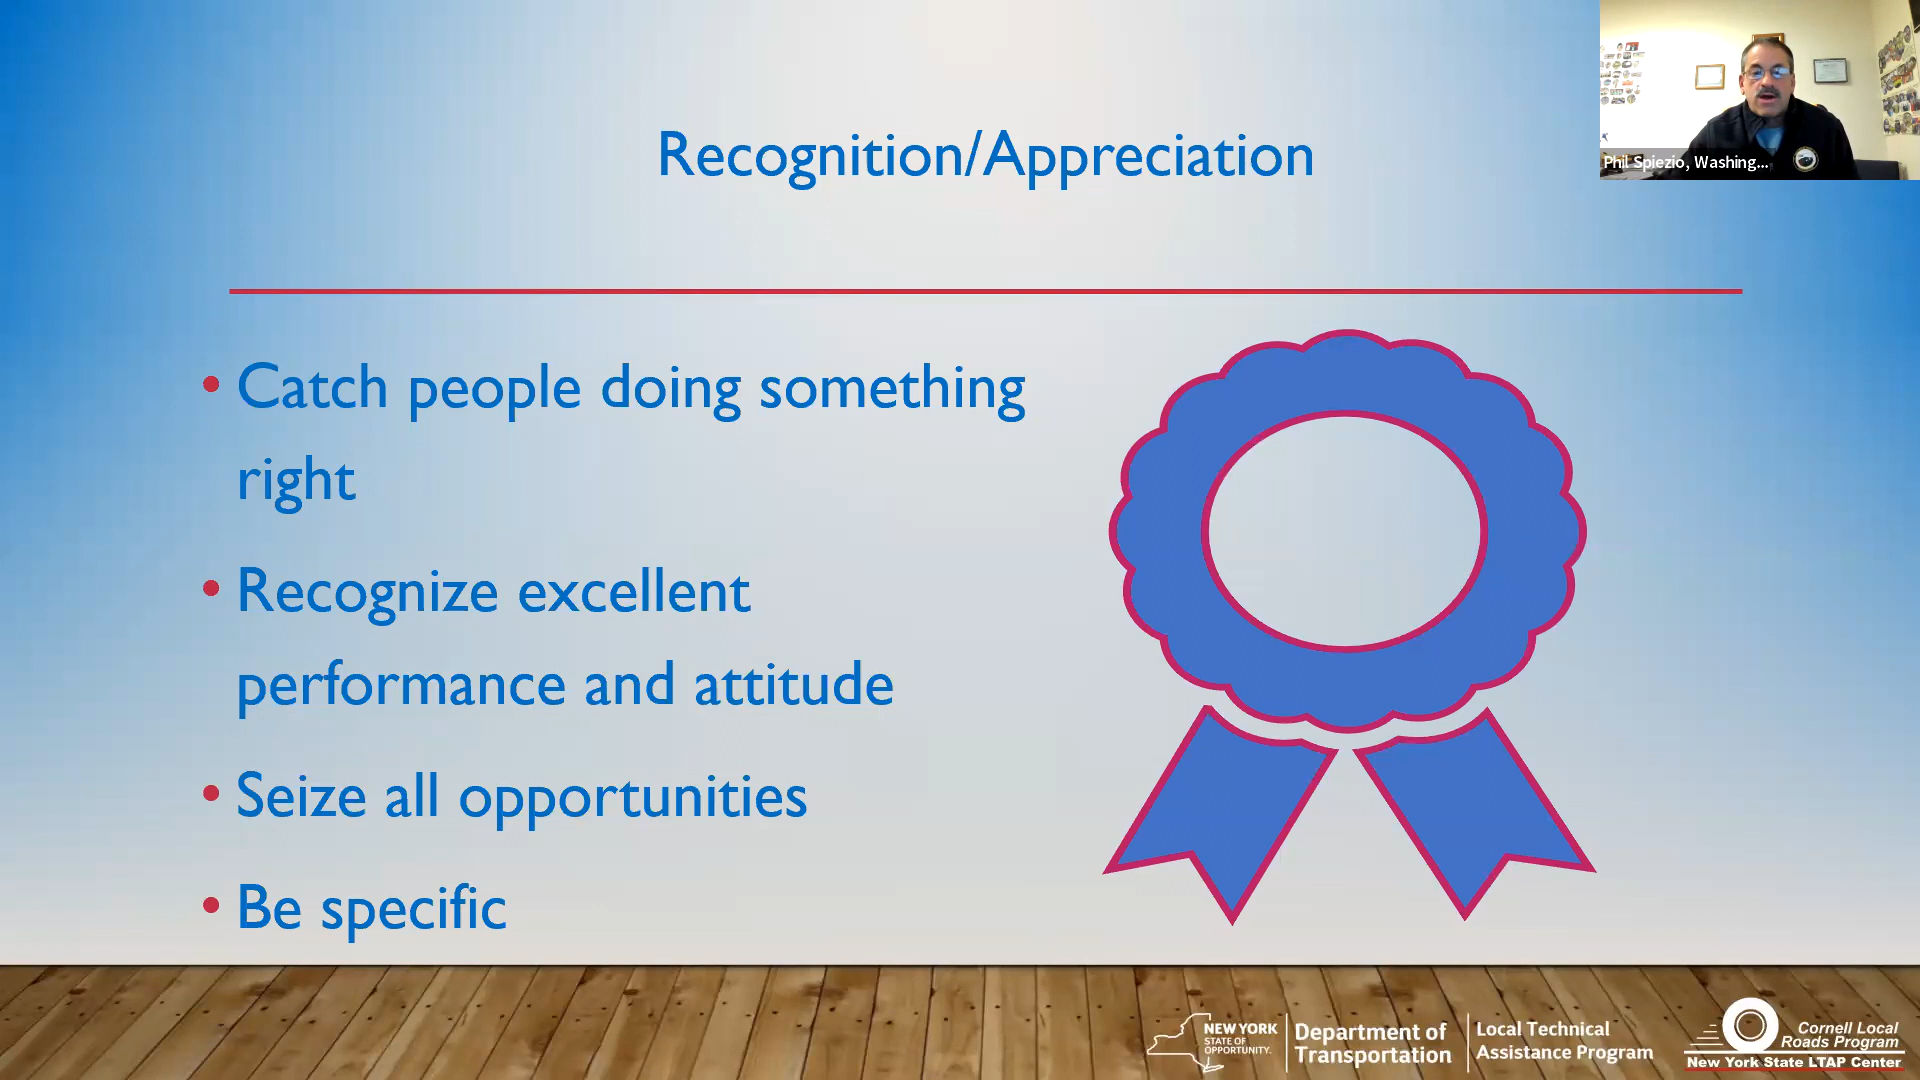 Recognition/Appreciation
Phil Spiezio, Washing...
• Catch people doing something
right
• Recognize excellent
performance and attitude
• Seize all opportunities
• Be specific
NEW YORK
STATE OF
OPPORTUNITY.
Department of
Transportation
Local Technical
Assistance Program
Cornell Local
Roads Program
New York State LTAP Center